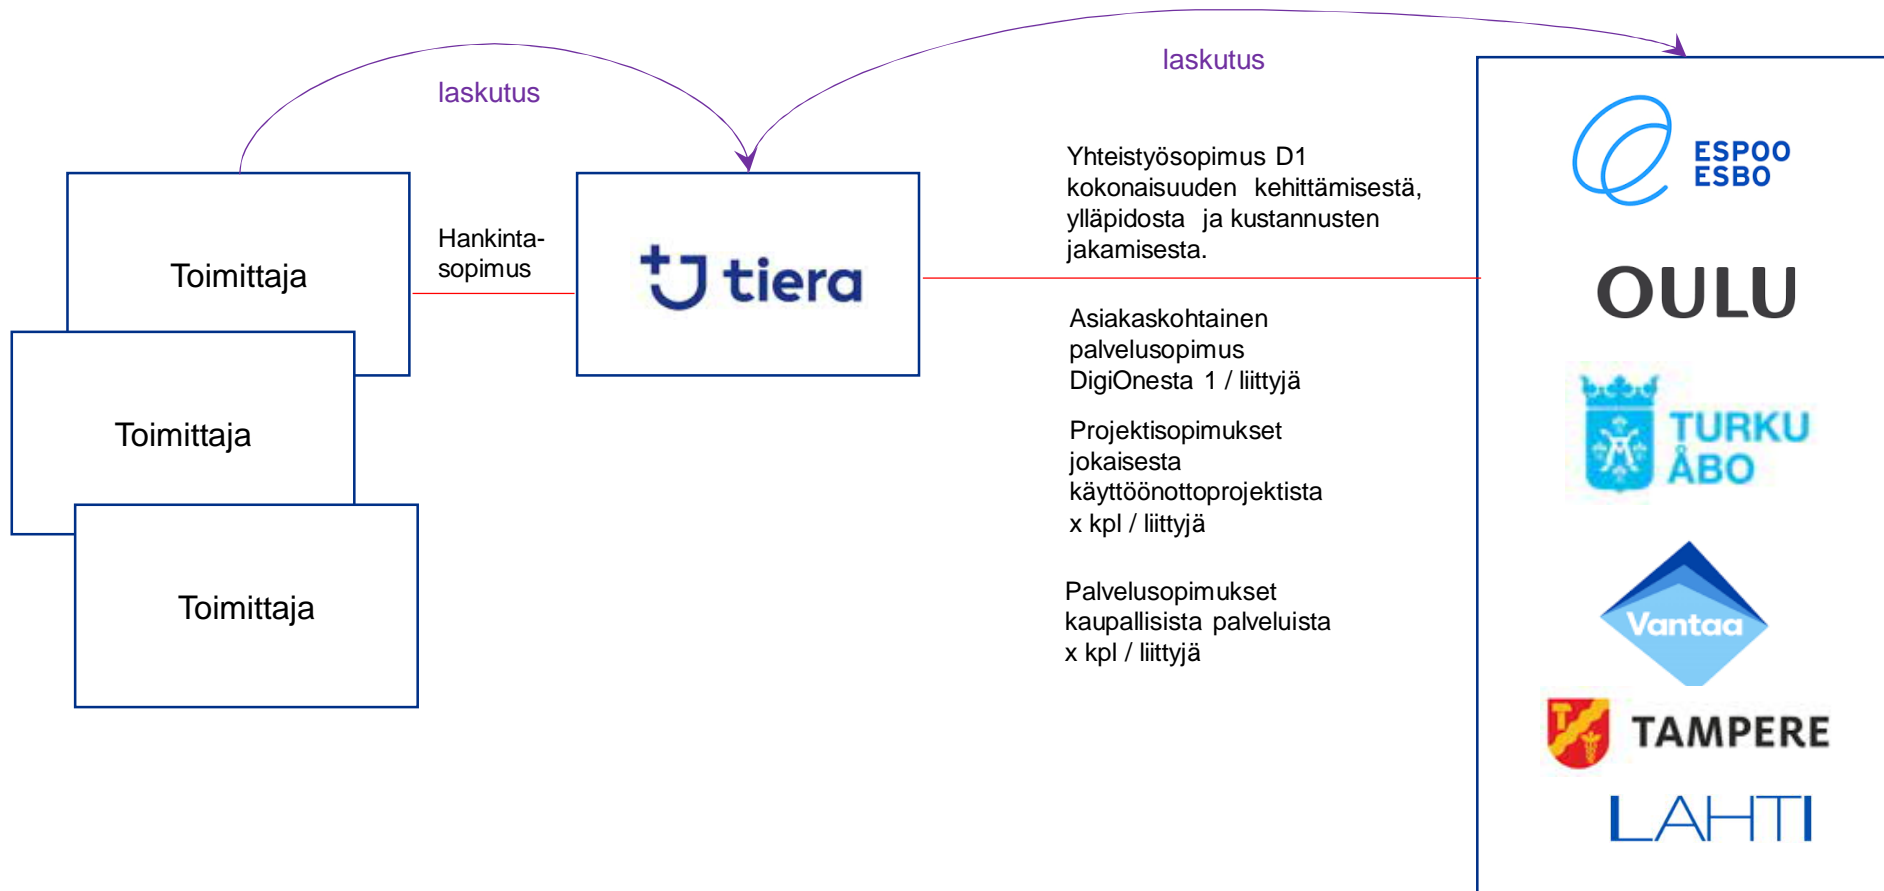 laskutus
laskutus
Toimittaja
Toimittaja
Toimittaja
Hankinta-
sopimus
tiera
Yhteistyösopimus D1
kokonaisuuden kehittämisestä,
ylläpidosta ja kustannusten
jakamisesta.
Asiakaskohtainen
palvelusopimus
DigiOnesta 1 / liittyjä
Projektisopimukset
jokaisesta
käyttöönottoprojektista
x kpl / liittyjä
Palvelusopimukset
kaupallisista palveluista
x kpl / liittyjä
ESPOO
ESBO
OULU
TURKU
ÅBO
Vantaa
TAMPERE
LAHTI